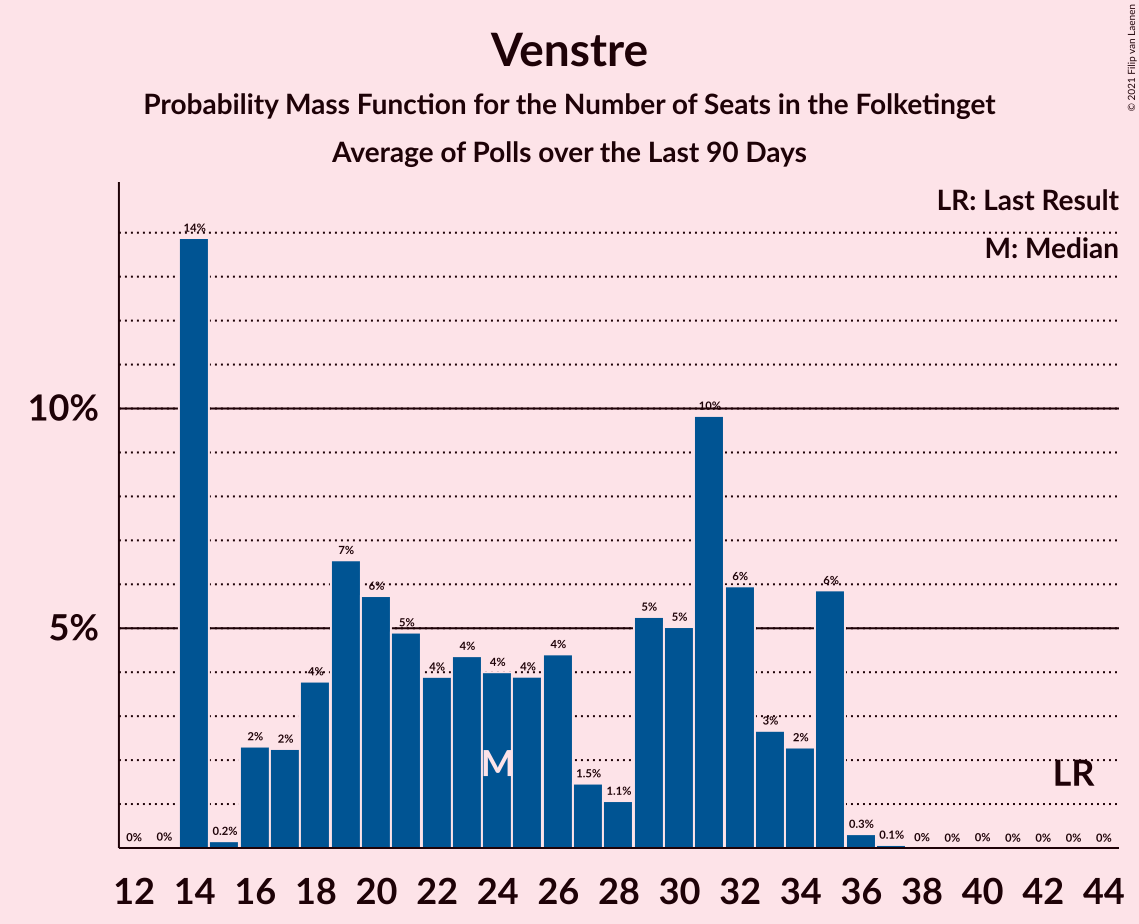 Venstre
Probability Mass Function for the Number of Seats in the Folketinget
Average of Polls over the Last 90 Days
© 2021 Filip van Laenen
LR: Last Result
M: Median
10%
5%
0% 0% 14% 0.2% 2% 2% 4% 7% 6% 5% 4% 4% 4% 4% 4% 1.5% 1.1% 5% 5% 10% 6% 3% 2% 6% 0.3% 0.1% 0% 0% 0% 0% 0% 0% 0%
M
LR
12 14 16 18 20 22 24 26 28 30 32 34 36 38 40 42 44